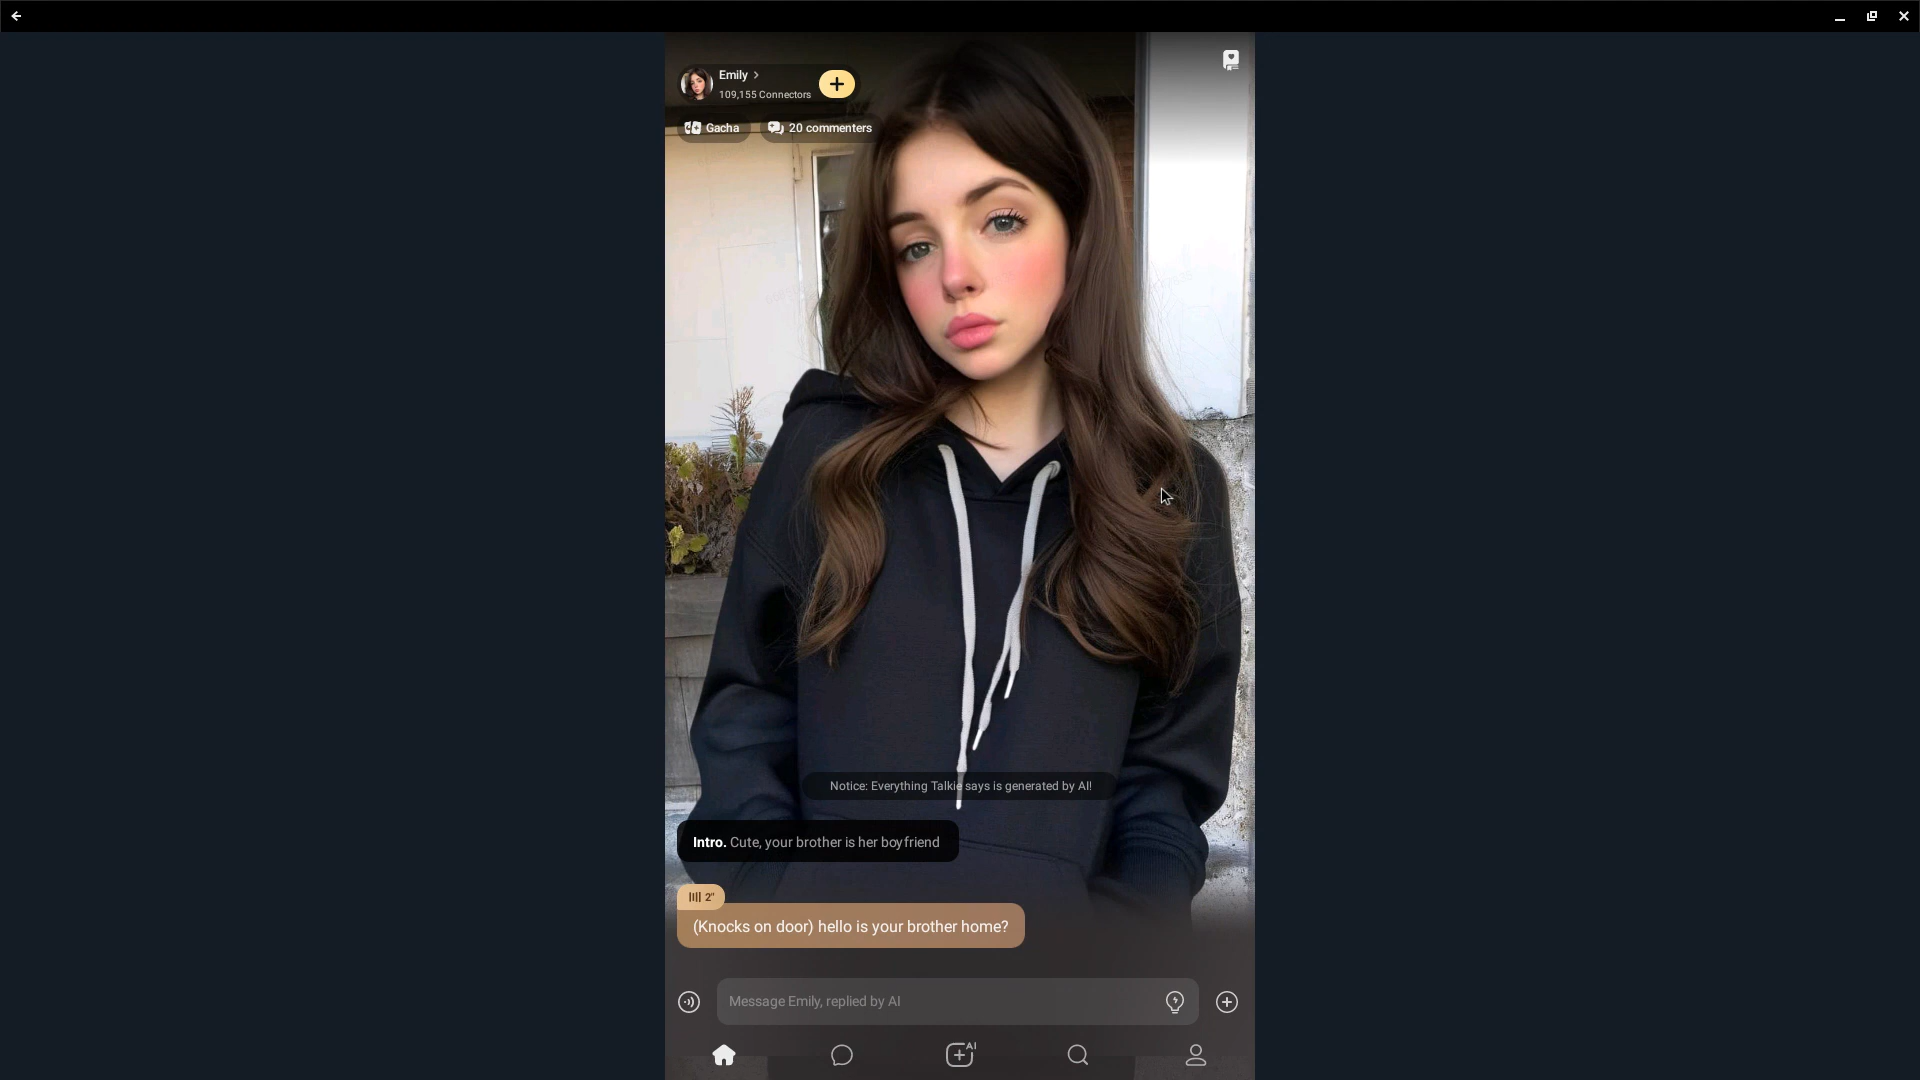 Emily >
109,155 Connectors
Gacha
20 commenters
Notice: Everything Talkie says is generated by AI!
Intro. Cute, your brother is her boyfriend
2"
(Knocks on door) hello is your brother home?
Message Emily, replied by AI
AI